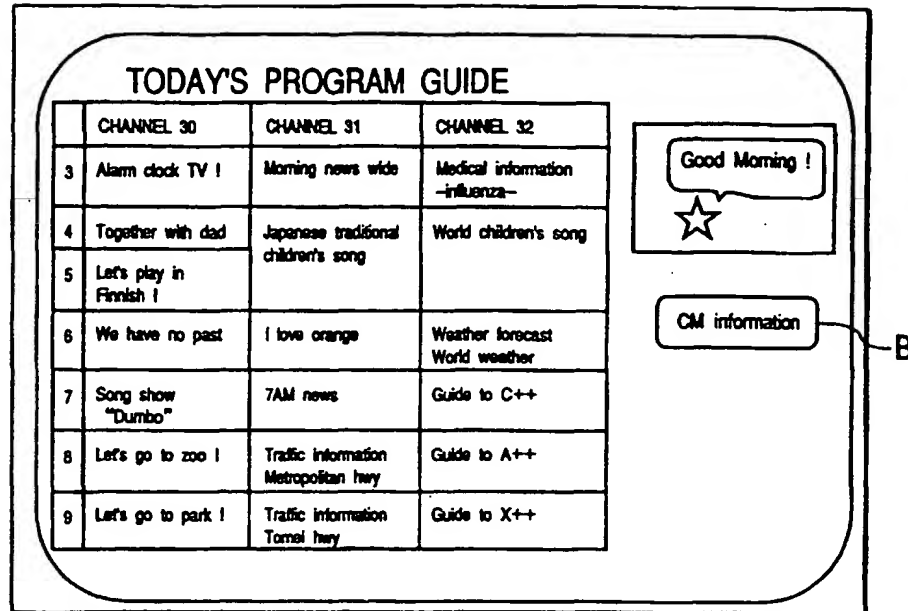 TODAY'S PROGRAM GUIDE
CHANNEL 30 CHANNEL 31 CHANNEL 32
3 Alarm clock TV ! Morning news wide Medical information
-influenza-
4 Together with dad Japanese traditional World children's song
children's song
5 Let's play in
Finnish !
6 We have no past I love orange Weather forecast
World weather
7 Song show 7AM news Guide to C++
"Dumbo"
8 Let's go to zoo ! Traffic information Guide to A++
Metropolitan hwy
9 Let's go to park ! Traffic information Guide to X++
Tomei hwy
Good Morning !
CM information
B